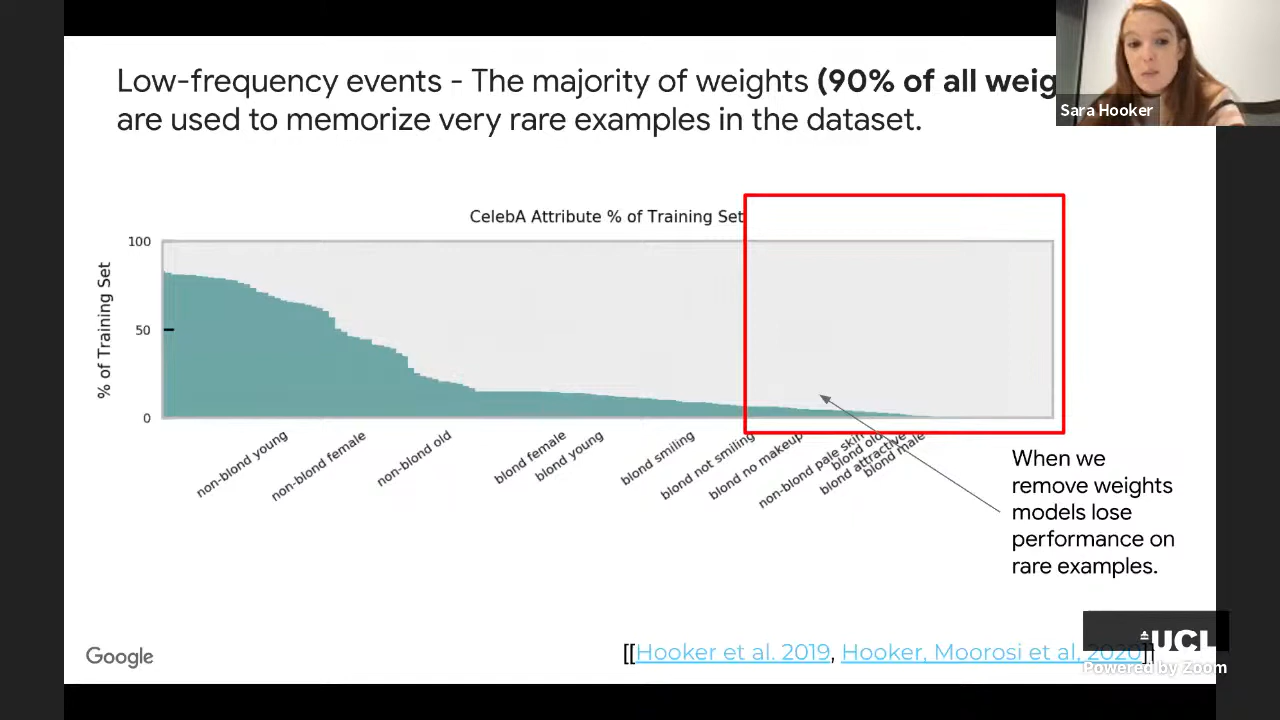 Low-frequency events - The majority of weights (90% of all weig
are used to memorize very rare examples in the dataset.
Sara Hooker
CelebA Attribute % of Training Set
% of Training Set
100
50
0
non-blond young
non-blond female
non-blond old
blond female
blond young
blond smiling
blond not smiling
blond no makeup
non-blond pale skin
blond old
blond attractive
blond male
When we
remove weights
models lose
performance on
rare examples.
Google
[[Hooker et al. 2019, Hooker, Moorosi et al, 2020]]
UCL
Powered by Zoom